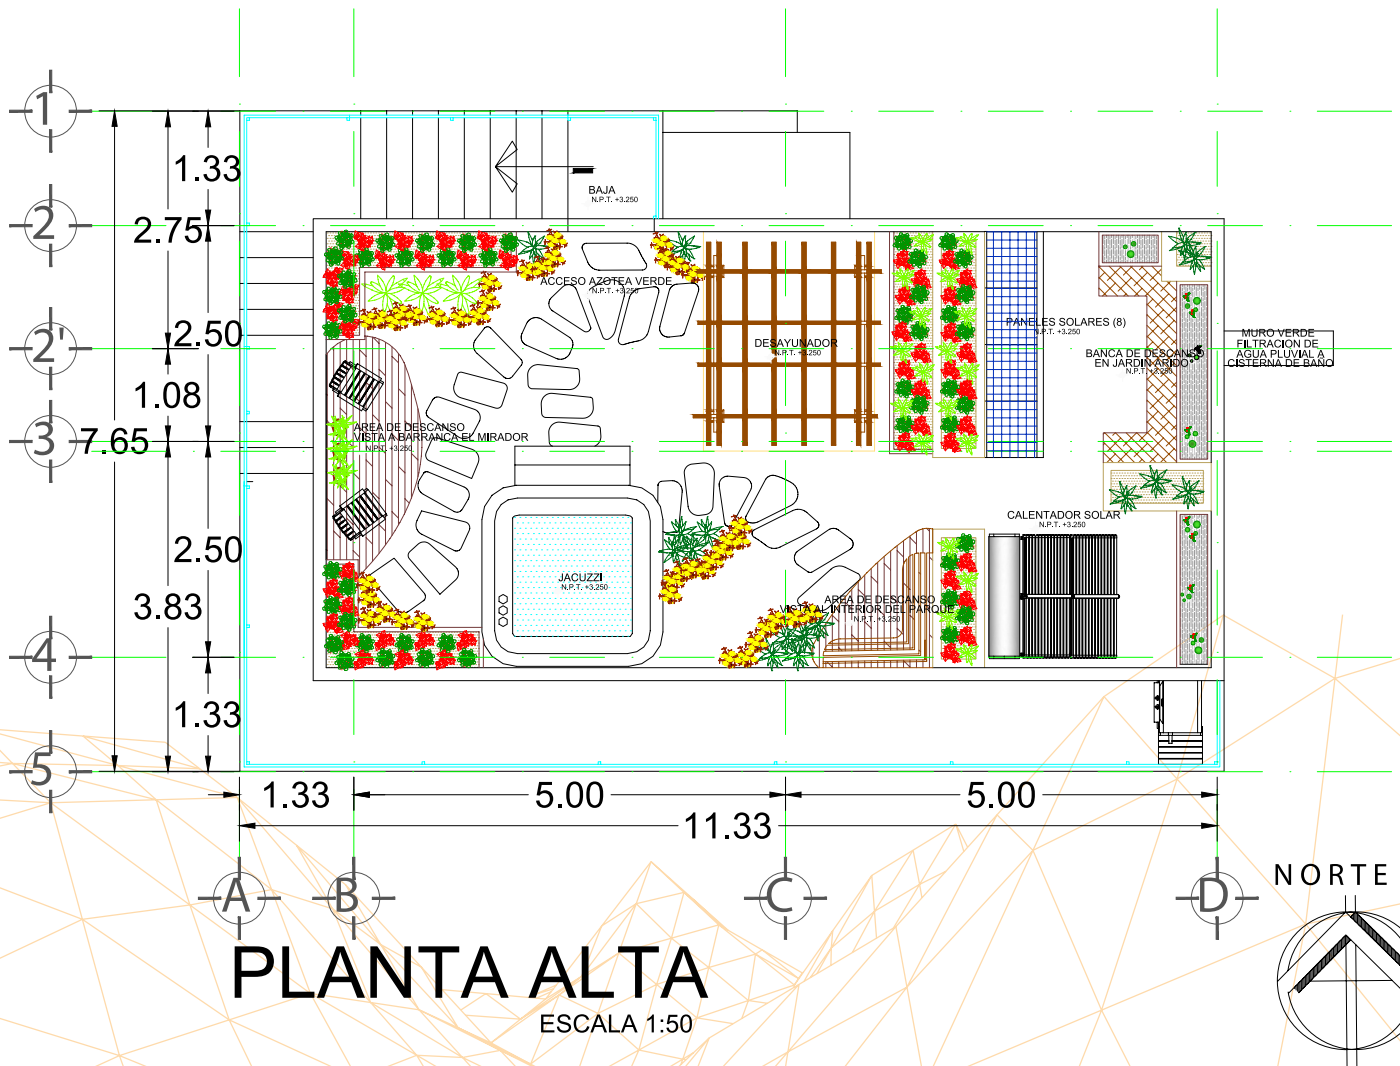 1
1.33
BAJA
N.P.T. +3.250
2
2.75
ACCESO AZOTEA VERDE
N.P.T. +3.250
2'
2.50
DESAYUNADOR
N.P.T. +3.250
PANELES SOLARES (8)
N.P.T. +3.250
BANCA DE DESCANSO
EN JARDIN ARIDO
N.P.T. +3.250
MURO VERDE
FILTRACION DE
AGUA PLUVIAL A
CISTERNA DE BAÑO
1.08
3
7.65
AREA DE DESCANSO
VISTA A BARRANCA EL MIRADOR
N.P.T. +3.250
CALENTADOR SOLAR
N.P.T. +3.250
2.50
JACUZZI
N.P.T. +3.250
3.83
AREA DE DESCANSO
VISTA AL INTERIOR DEL PARQUE
N.P.T. +3.250
4
1.33
5
1.33
5.00
5.00
11.33
A
B
C
D
NORTE
PLANTA ALTA
ESCALA 1:50